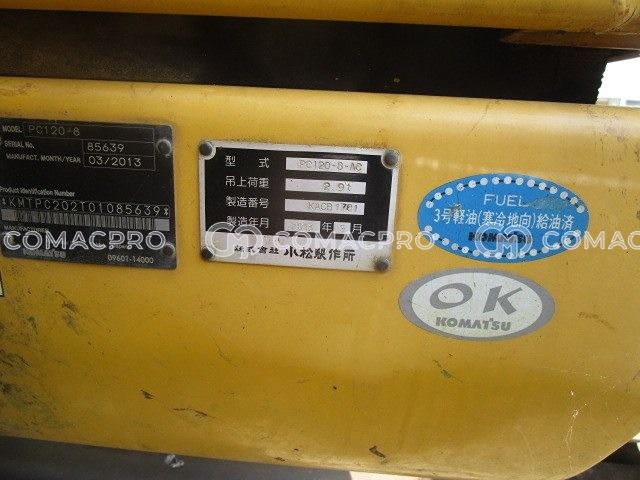 MODEL PC120-8
SERIAL No. 85639
MANUFACT. MONTH/YEAR 03/2013
Product Identification Number
*KMTPC202T01085639*
KOMATSU
09601-14000
型式 PC120-8-AC
吊上荷重 2.9t
製造番号
製造年月 年 月
株式会社 小松製作所
FUEL
3号軽油(寒冷地向)給油済
KOMATSU
OK
KOMATSU
COMACPRO COMACPRO COMACPRO